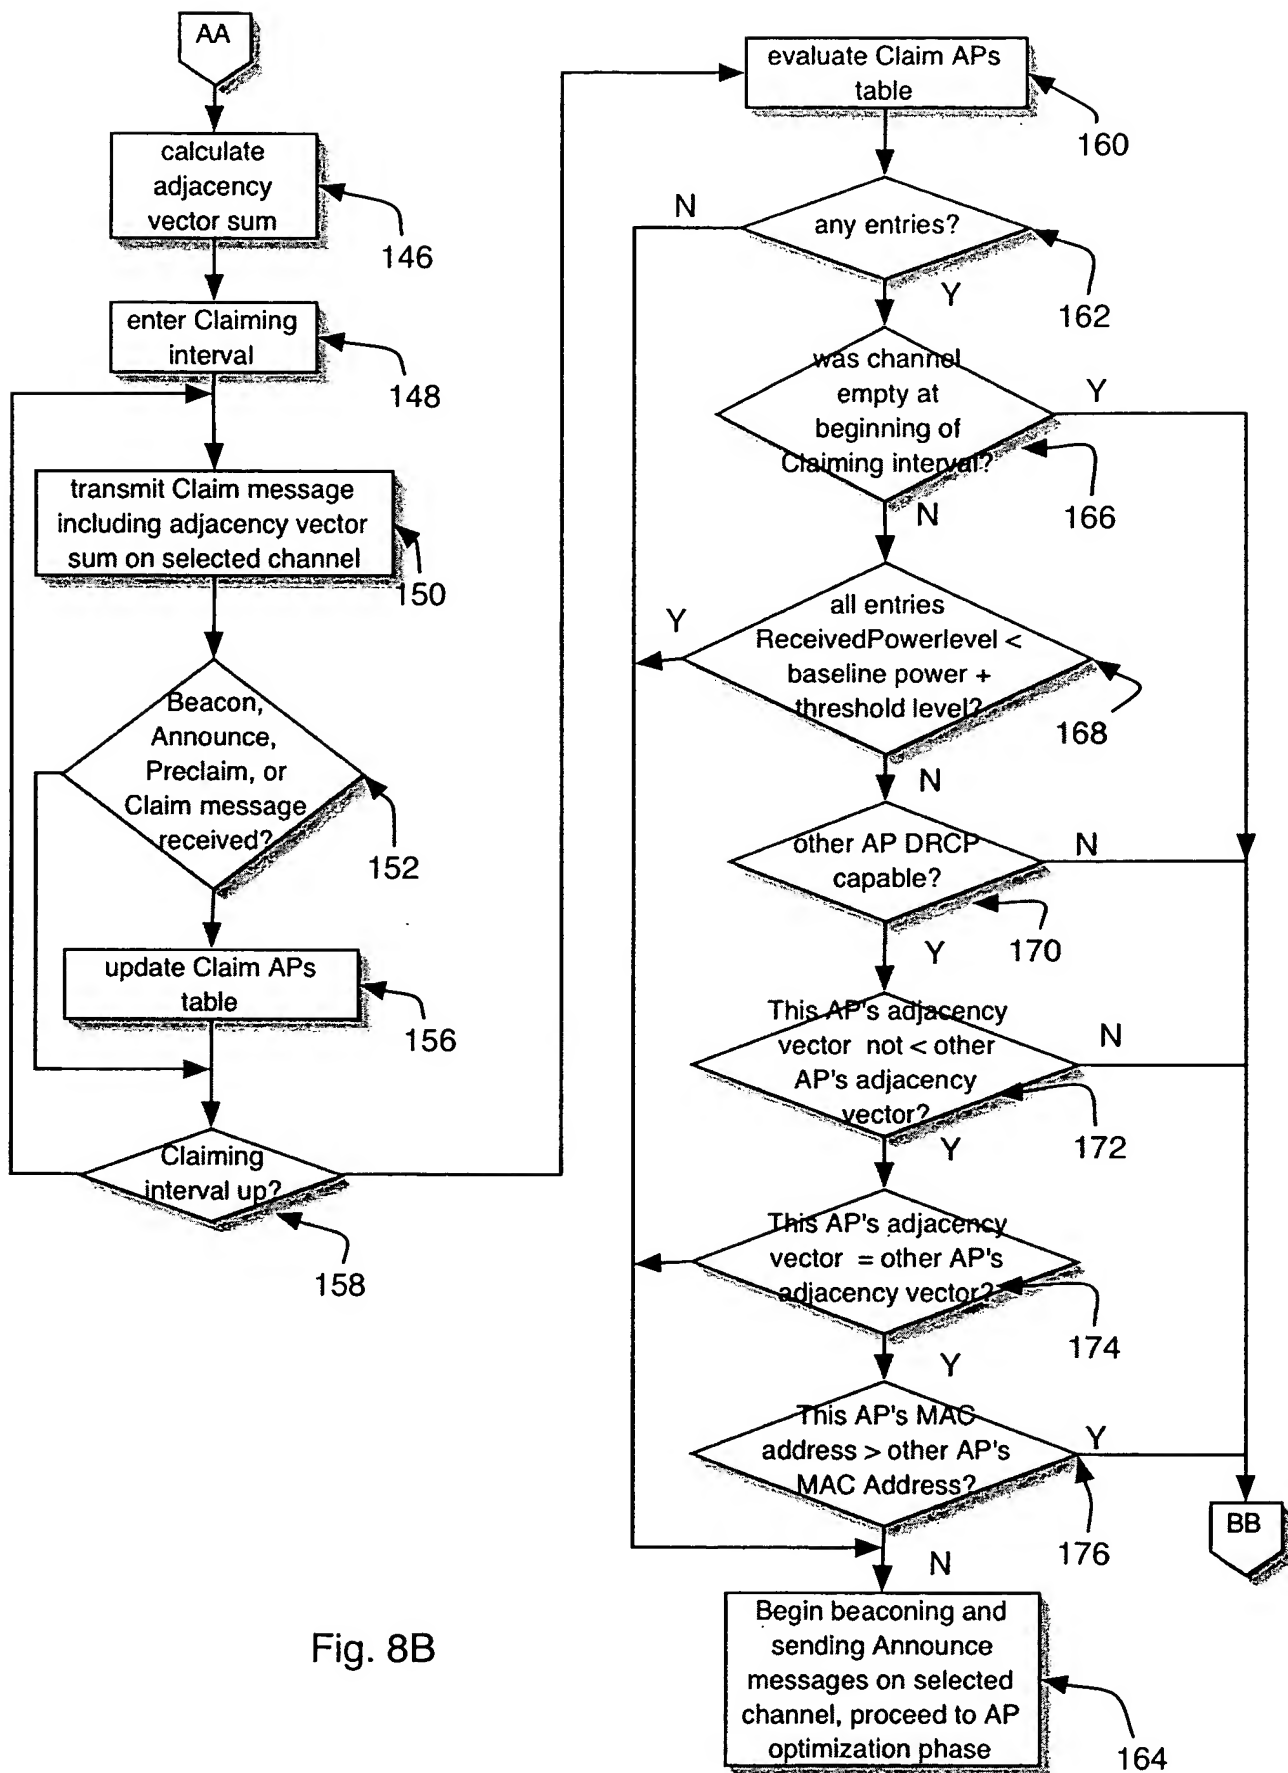 AA
calculate
adjacency
vector sum
146
enter Claiming
interval
148
transmit Claim message
including adjacency vector
sum on selected channel
150
Beacon,
Announce,
Preclaim, or
Claim message
received?
152
update Claim APs
table
156
Claiming
interval up?
158
evaluate Claim APs
table
160
N
any entries?
162
Y
was channel
empty at
beginning of
Claiming interval?
Y
166
N
Y
all entries
ReceivedPowerlevel <
baseline power +
threshold level?
168
N
other AP DRCP
capable?
N
170
Y
This AP's adjacency
vector not < other
AP's adjacency
vector?
N
172
Y
This AP's adjacency
vector = other AP's
adjacency vector?
174
Y
This AP's MAC
address > other AP's
MAC Address?
Y
176
BB
N
Begin beaconing and
sending Announce
messages on selected
channel, proceed to AP
optimization phase
164
Fig. 8B